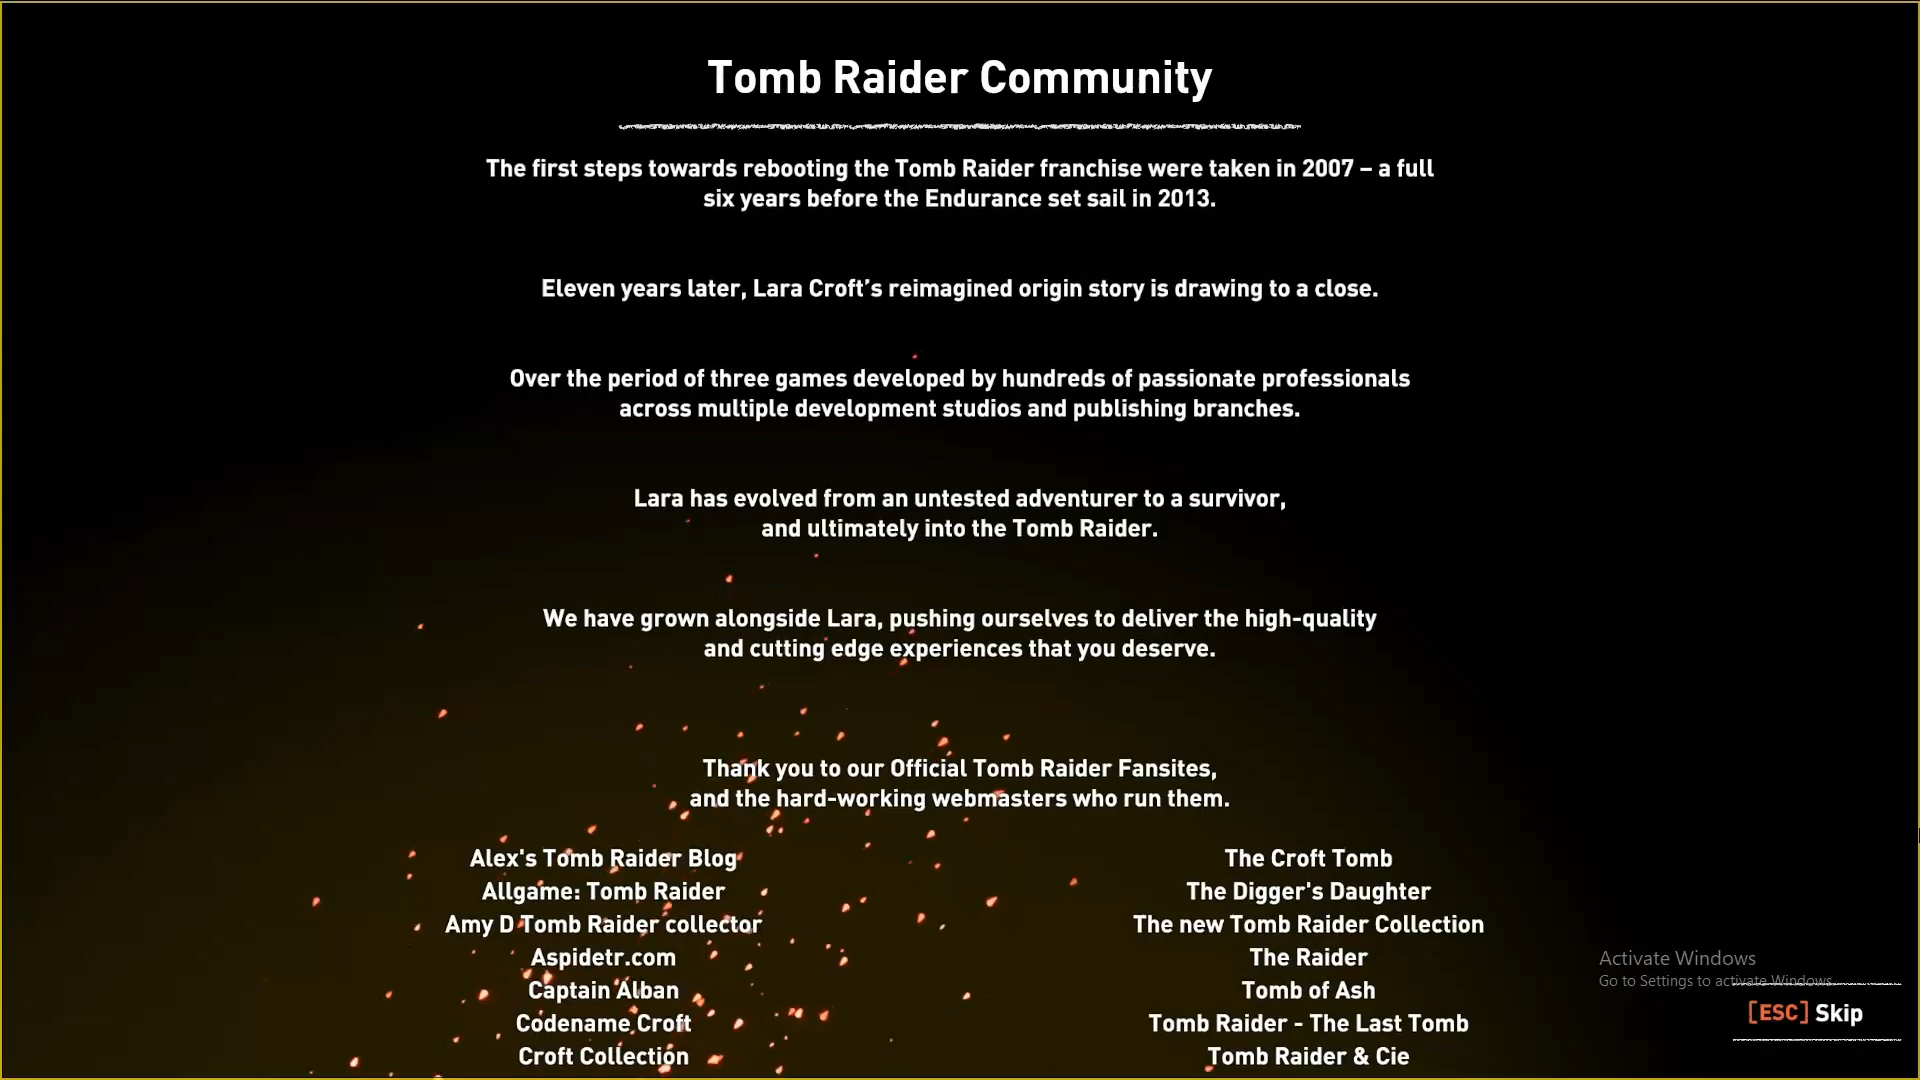 Tomb Raider Community
The first steps towards rebooting the Tomb Raider franchise were taken in 2007 – a full
six years before the Endurance set sail in 2013.
Eleven years later, Lara Croft's reimagined origin story is drawing to a close.
Over the period of three games developed by hundreds of passionate professionals
across multiple development studios and publishing branches.
Lara has evolved from an untested adventurer to a survivor,
and ultimately into the Tomb Raider.
We have grown alongside Lara, pushing ourselves to deliver the high-quality
and cutting edge experiences that you deserve.
Thank you to our Official Tomb Raider Fansites,
and the hard-working webmasters who run them.
Alex's Tomb Raider Blog
Allgame: Tomb Raider
Amy D Tomb Raider collector
Aspidetr.com
Captain Alban
Codename Croft
Croft Collection
The Croft Tomb
The Digger's Daughter
The new Tomb Raider Collection
The Raider
Tomb of Ash
Tomb Raider - The Last Tomb
Tomb Raider & Cie
Activate Windows
Go to Settings to activate Windows.
[ESC] Skip